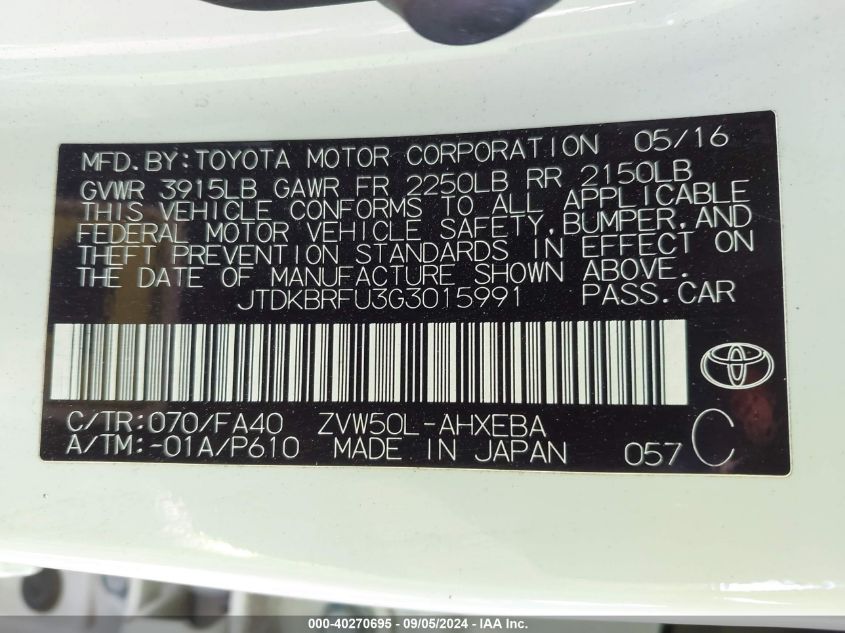 MFD.BY:TOYOTA MOTOR CORPORATION 05/16
GVWR 3915LB GAWR FR 2250LB RR 2150LB
THIS VEHICLE CONFORMS TO ALL APPLICABLE
FEDERAL MOTOR VEHICLE SAFETY,BUMPER,AND
THEFT PREVENTION STANDARDS IN EFFECT ON
THE DATE OF MANUFACTURE SHOWN ABOVE.
JTDKBRFU3G3015991 PASS.CAR
C/TR:070/FA40 ZVW50L-AHXEBA
A/TM:-01A/P610 MADE IN JAPAN 057 C
000-40270695 - 09/05/2024 - © IAA Inc.